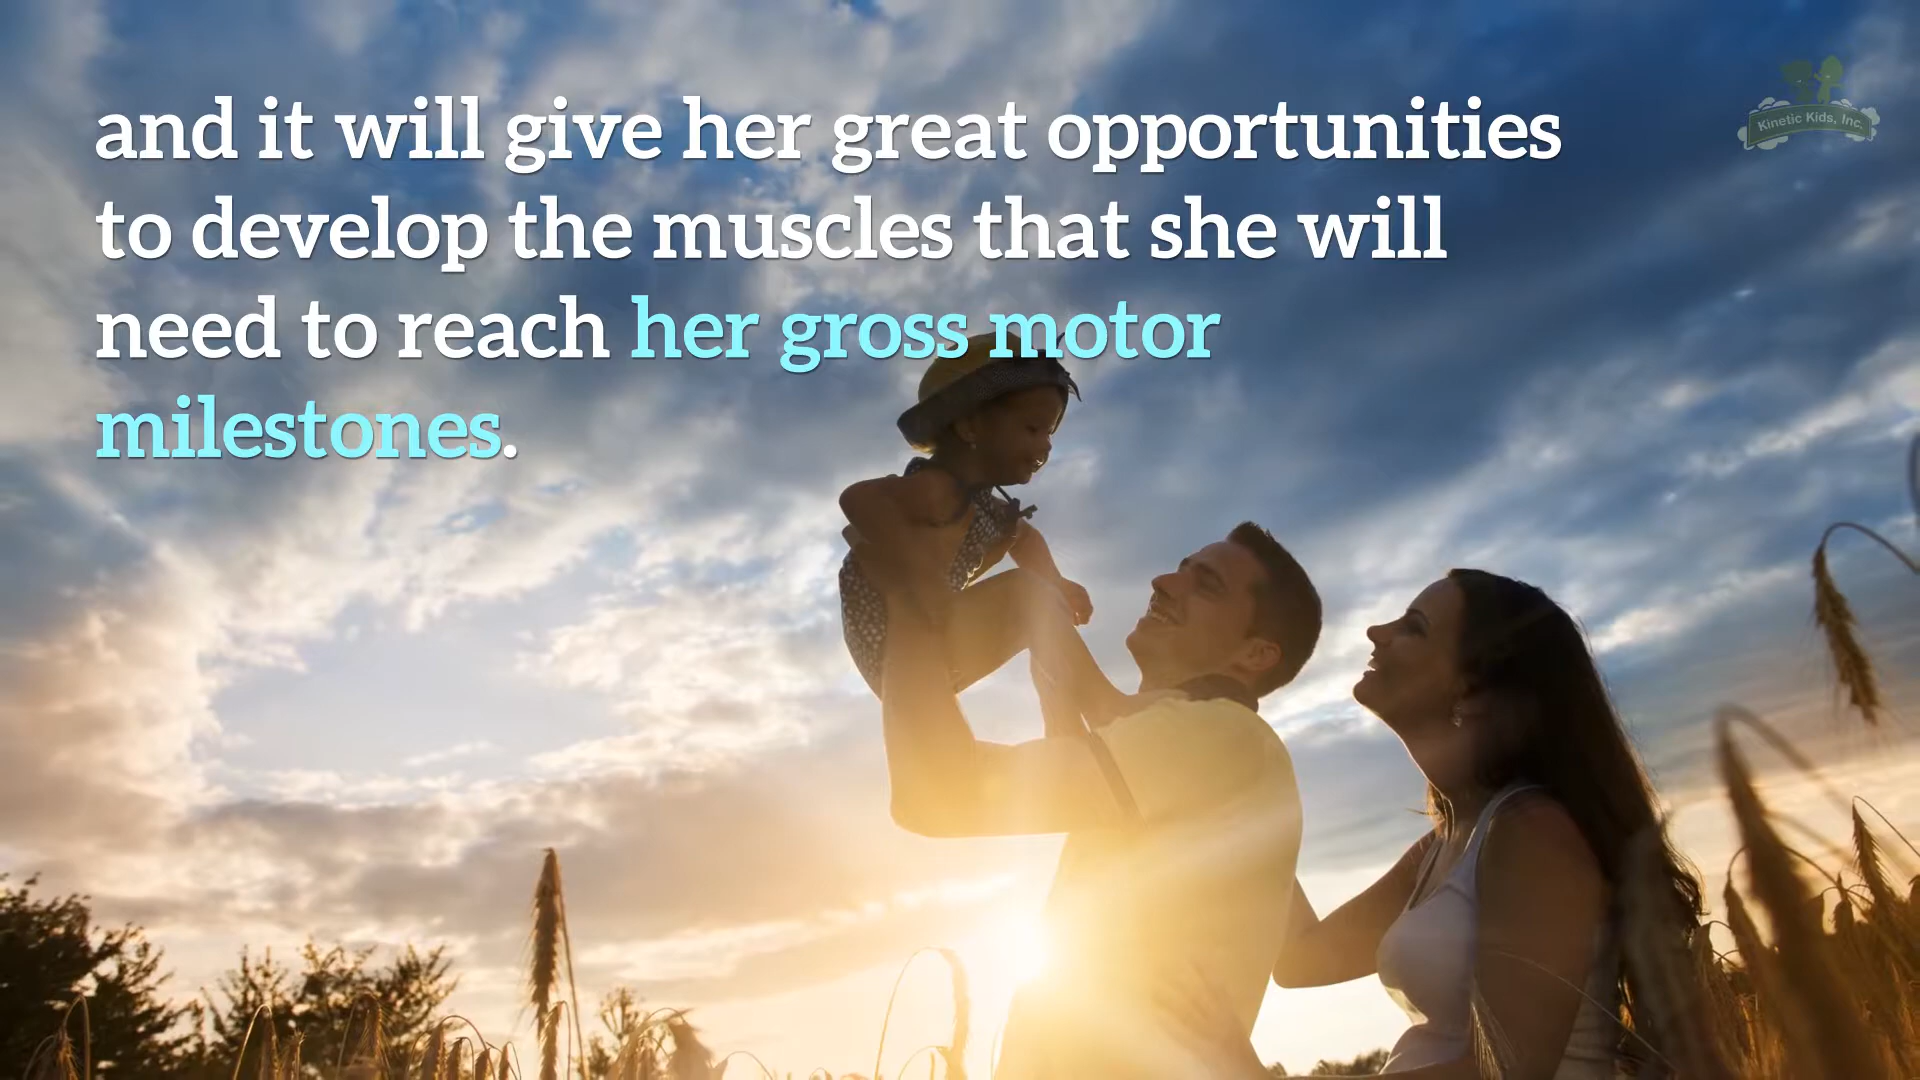 and it will give her great opportunities
to develop the muscles that she will
need to reach her gross motor
milestones.
Kinetic Kids, Inc.